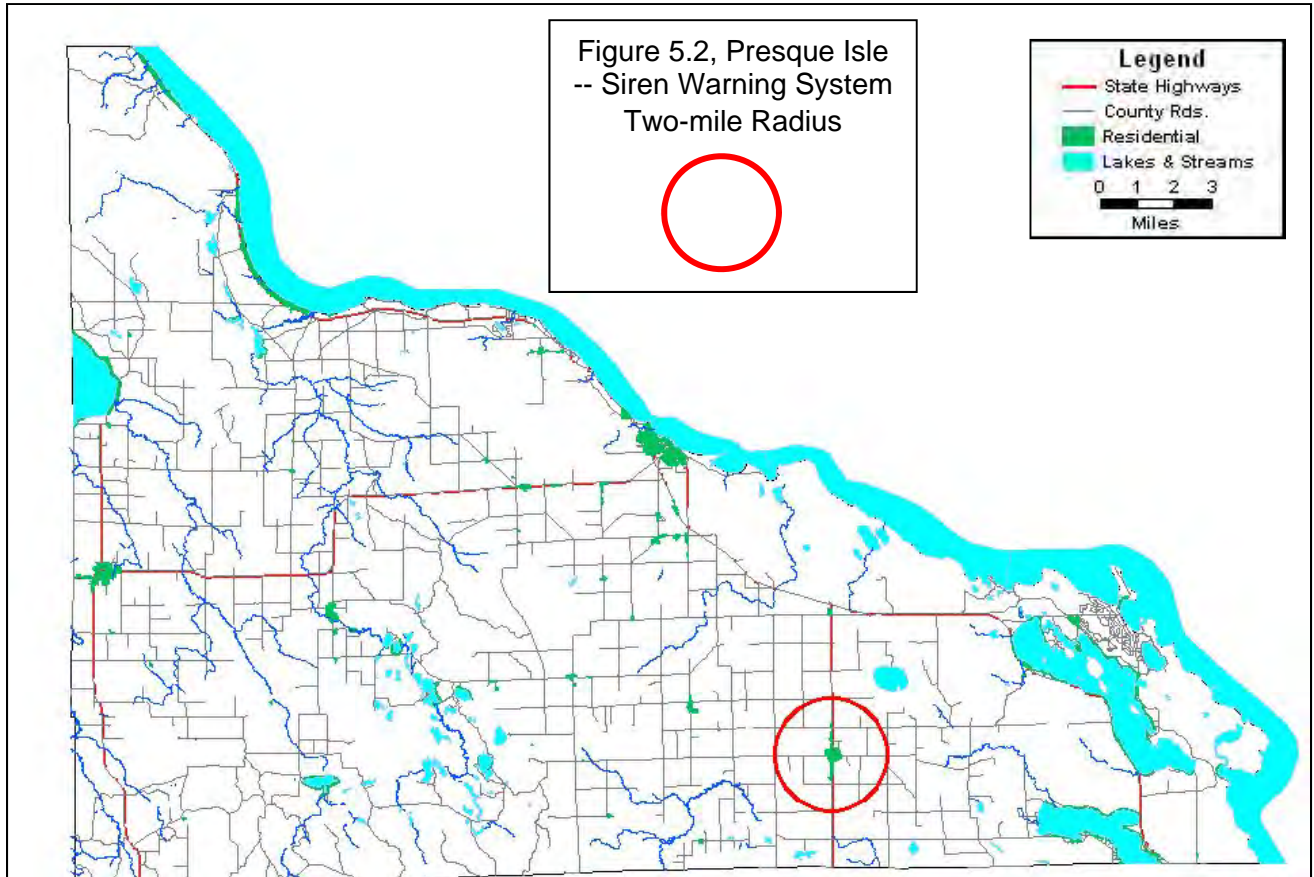 Figure 5.2, Presque Isle
-- Siren Warning System
Two-mile Radius
Legend
State Highways
County Rds.
Residential
Lakes & Streams
0 1 2 3
Miles